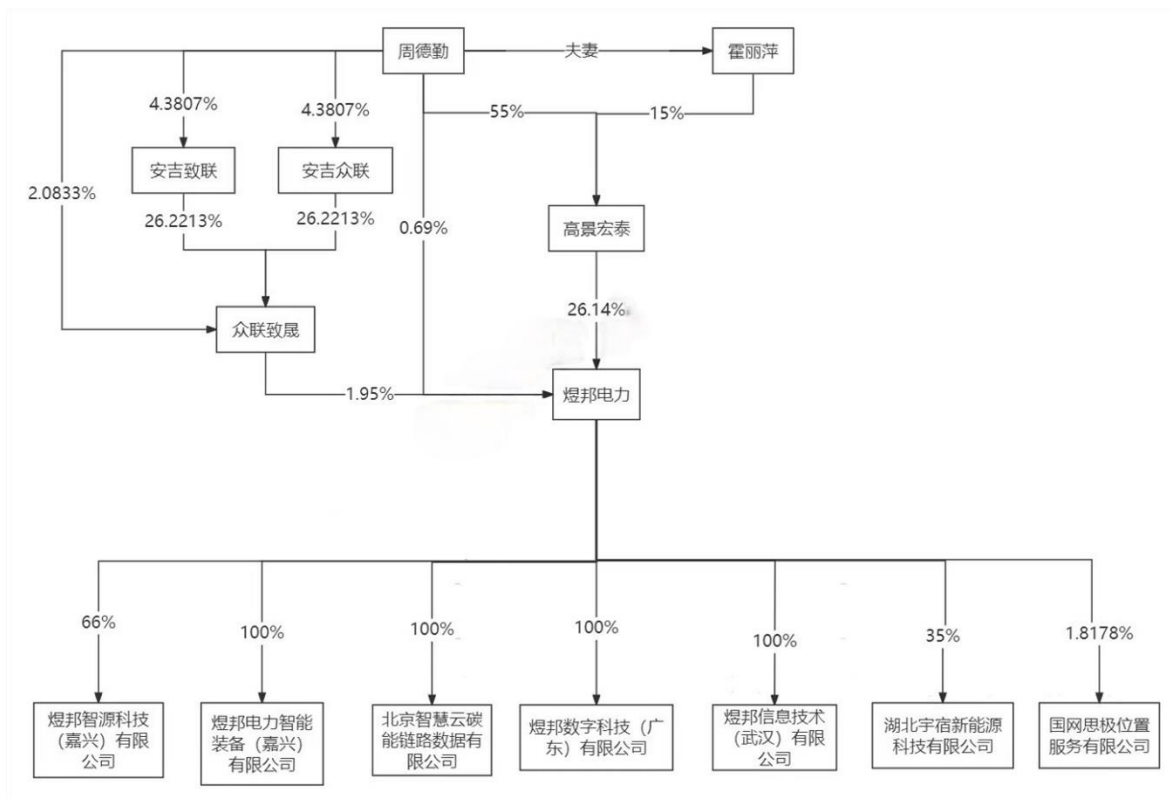 周德勤
夫妻
霍丽萍
4.3807%
4.3807%
55%
15%
安吉致联
安吉众联
2.0833%
26.2213%
26.2213%
0.69%
高景宏泰
26.14%
众联致晟
1.95%
煜邦电力
66%
100%
100%
100%
100%
35%
1.8178%
煜邦智源科技
（嘉兴）有限
公司
煜邦电力智能
装备（嘉兴）
有限公司
北京智慧云碳
能链路数据有
限公司
煜邦数字科技（广
东）有限公司
煜邦信息技术
（武汉）有限
公司
湖北宇宿新能源
科技有限公司
国网思极位置
服务有限公司